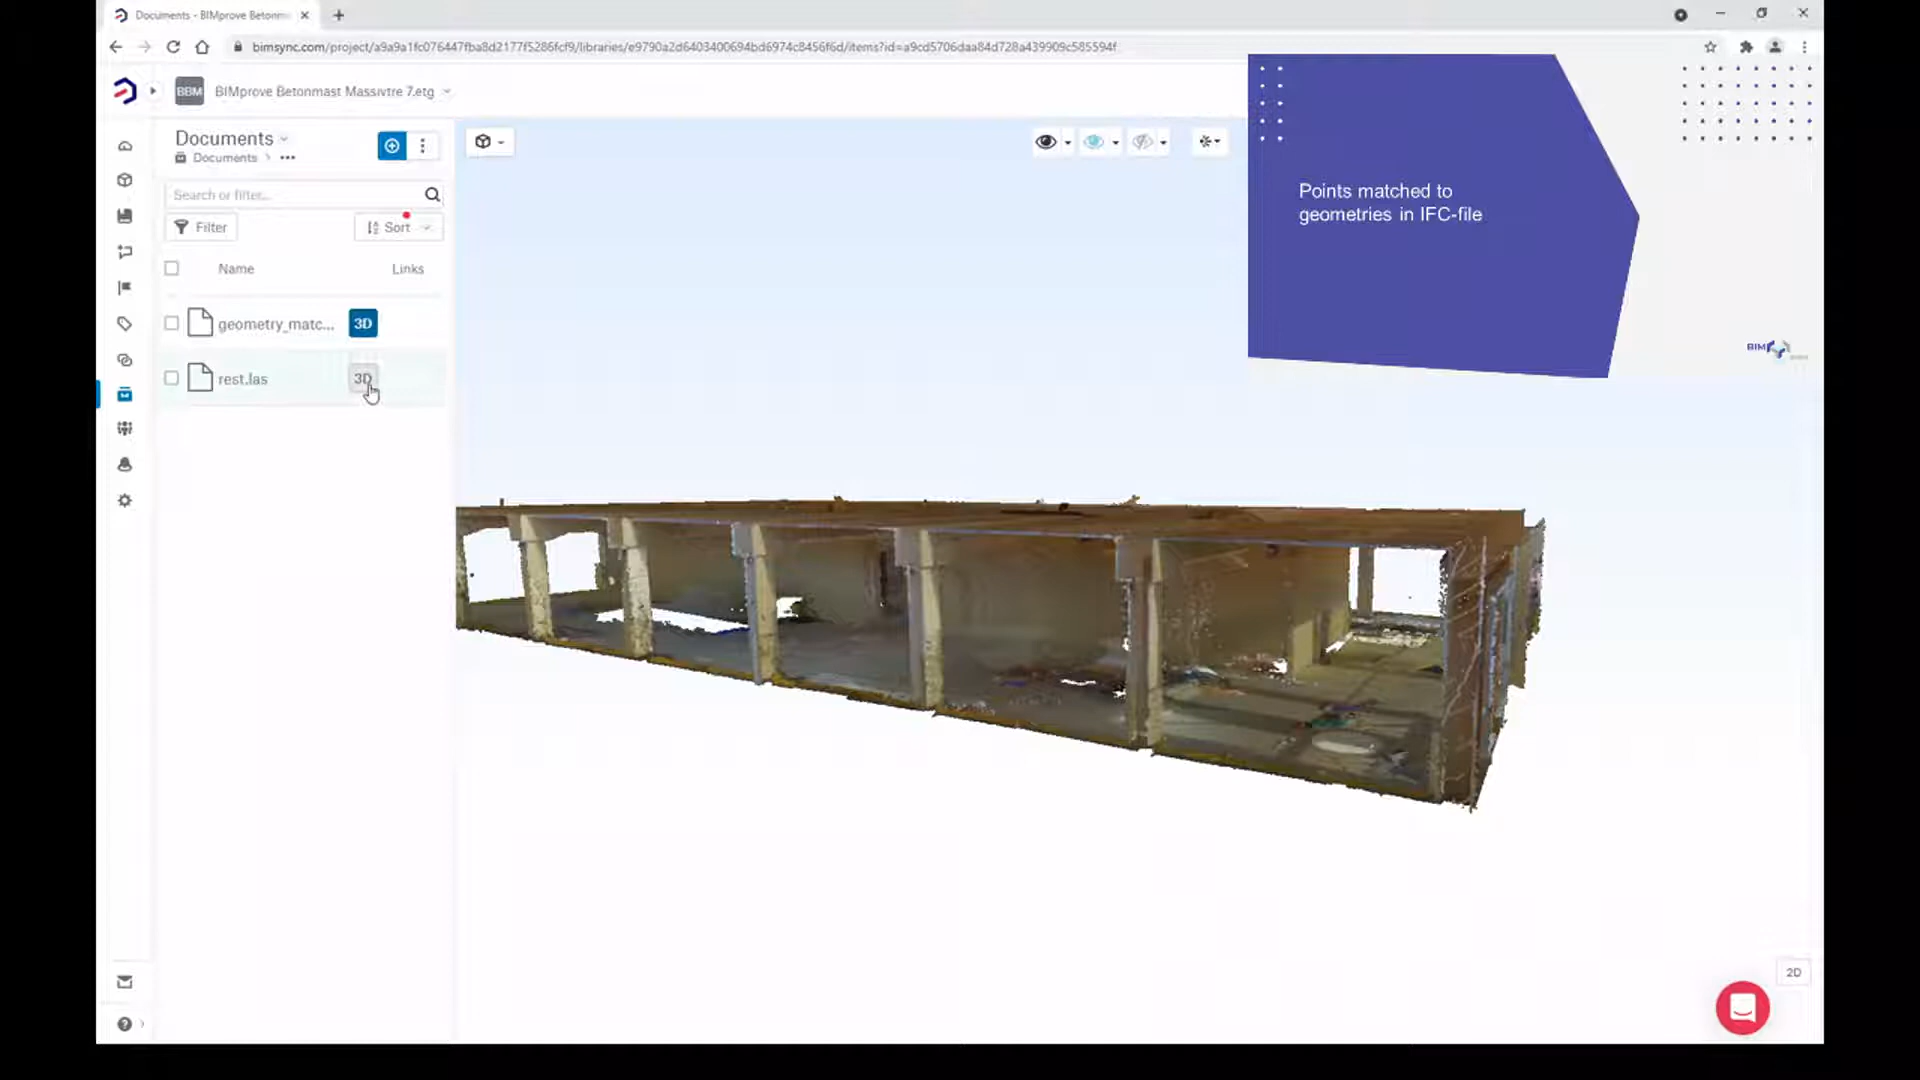 Documents - BIMprove Betonm
bimsync.com/project/a9a9a1fc076447fba8d2177f5286fcf9/libraries/e9790a2d6403400694bd6974c8456f6d/items?id=a9cd5706daa84d728a439909c585594f
BBM
BIMprove Betonmast Massivtre 7.etg
Documents
Documents
Search or filter...
Filter
Sort
Name
Links
geometry_matc...
3D
rest.las
3D
Points matched to
geometries in IFC-file
BIM
2D